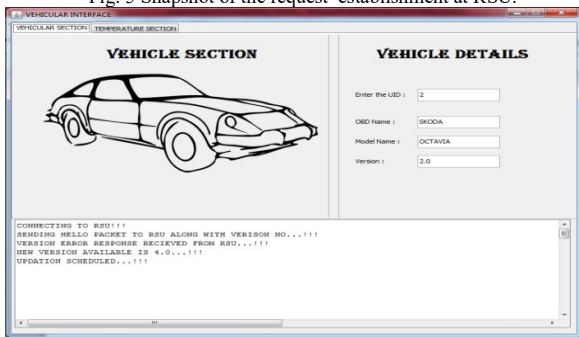 Fig. 5 Snapshot of the request establishment at RSU.
VEHICULAR INTERFACE
VEHICULAR SECTION TEMPERATURE SECTION
VEHICLE SECTION
VEHICLE DETAILS
Enter the UID : 2
OBD Name : SKODA
Model Name : OCTAVIA
Version : 2.0
CONNECTING TO RSU!!!
SENDING HELLO PACKET TO RSU ALONG WITH VERISON NO...!!!
VERSION ERROR RESPONSE RECIEVED FROM RSU...!!!
NEW VERSION AVAILABLE IS 4.0...!!!
UPDATION SCHEDULED...!!!